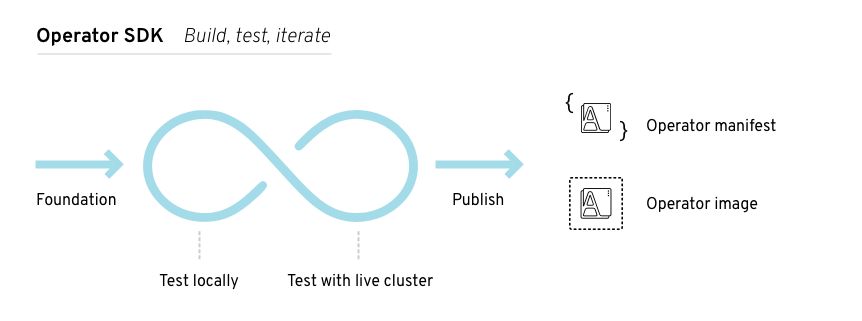 Operator SDK Build, test, iterate
{ A }
Operator manifest
Foundation
Publish
A
Operator image
Test locally
Test with live cluster